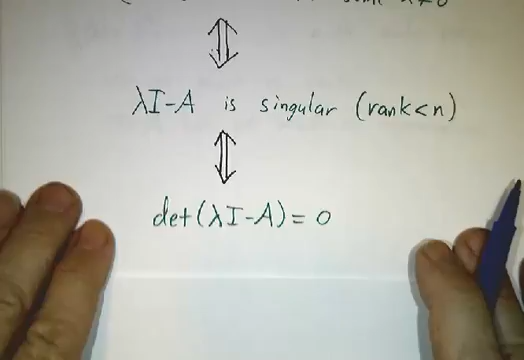 ⇕
λI-A is singular (rank<n)
⇕
det(λI-A)=0